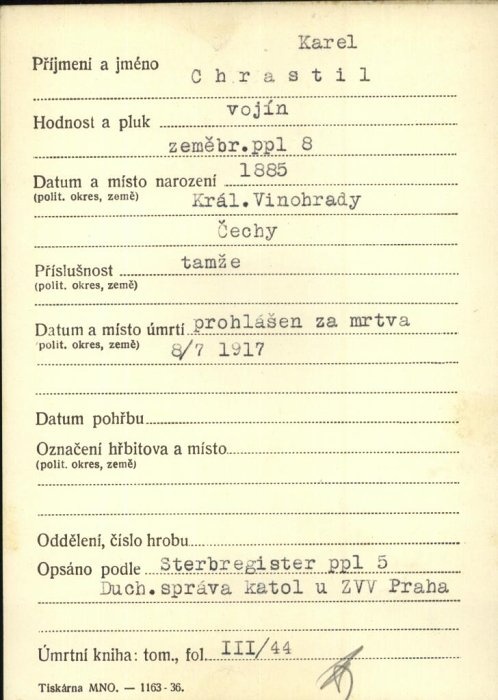 Karel
Příjmení a jméno C h r a s t i l
Hodnost a pluk vojín
zeměbr.ppl 8
Datum a místo narození 1885
(polit. okres, země) Král.Vinohrady
Čechy
Příslušnost tamže
(polit. okres, země)
Datum a místo úmrtí prohlášen za mrtva
(polit. okres, země) 8/7 1917
Datum pohřbu
Označení hřbitova a místo
(polit. okres, země)
Oddělení, číslo hrobu
Opsáno podle Sterbregister ppl 5
Duch.správa katol u ZVV Praha
Úmrtní kniha: tom., fol. III/44
Tiskárna MNO. — 1163-36.